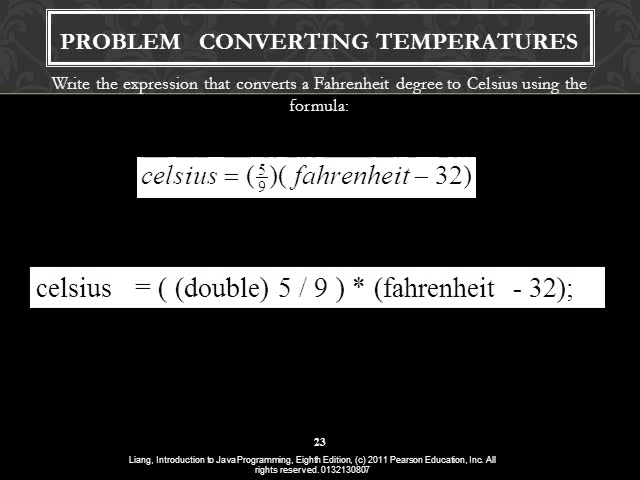 PROBLEM CONVERTING TEMPERATURES
Write the expression that converts a Fahrenheit degree to Celsius using the
formula:
celsius = (5/9)( fahrenheit – 32)
celsius = ( (double) 5 / 9 ) * (fahrenheit - 32);
23
Liang, Introduction to Java Programming, Eighth Edition, (c) 2011 Pearson Education, Inc. All
rights reserved. 0132130807